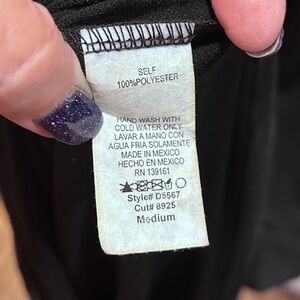 SELF
100%POLYESTER
HAND WASH WITH
COLD WATER ONLY
LAVAR A MANO CON
AGUA FRIA SOLAMENTE
MADE IN MEXICO
HECHO EN MEXICO
RN 139161
Style# D5567
Cut# 8925
Medium